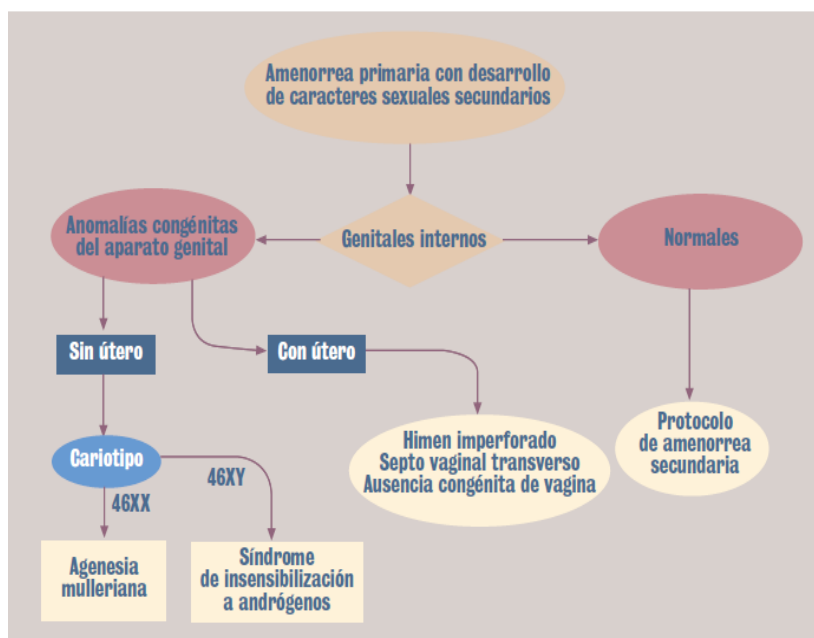 Amenorrea primaria con desarrollo
de caracteres sexuales secundarios
Anomalías congénitas
del aparato genital
Genitales internos
Normales
Sin útero
Con útero
Cariotipo
46XY
46XX
Himen imperforado
Septo vaginal transverso
Ausencia congénita de vagina
Protocolo
de amenorrea
secundaria
Agenesia
mulleriana
Síndrome
de insensibilización
a andrógenos